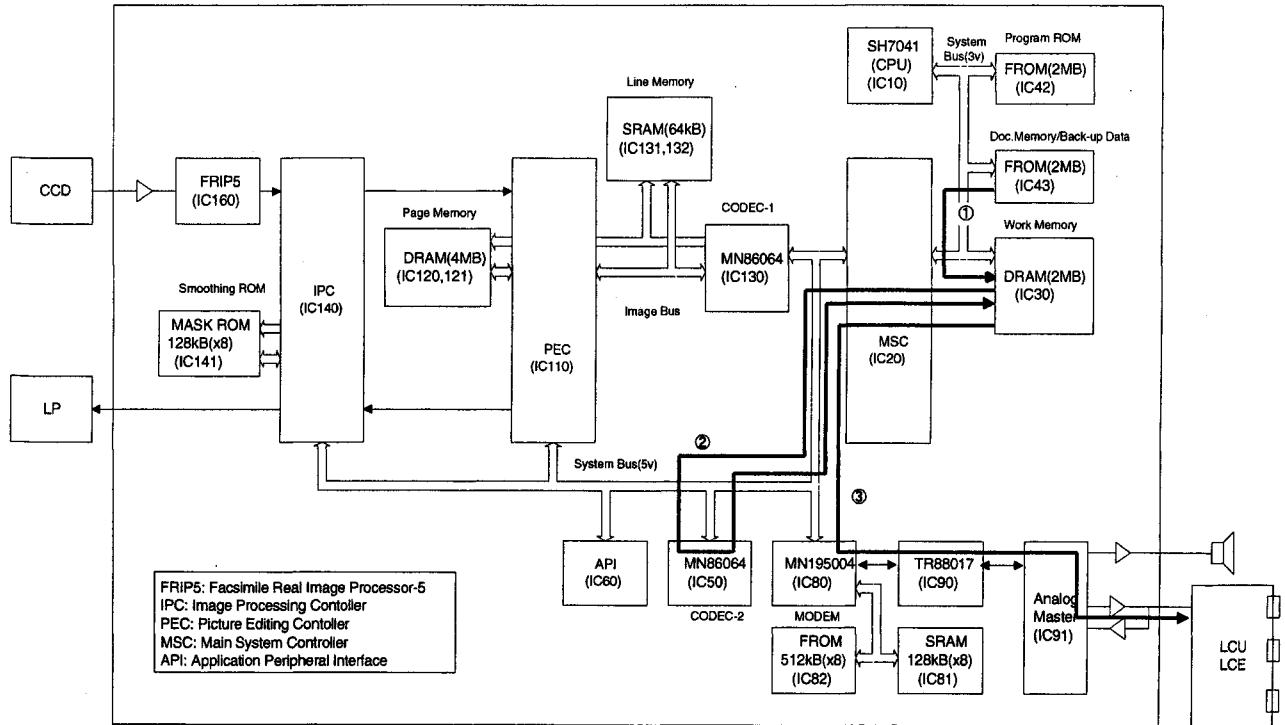 SH7041
(CPU)
(IC10)
System
Bus(3v)
Program ROM
FROM(2MB)
(IC42)
Line Memory
SRAM(64kB)
(IC131,132)
Doc.Memory/Back-up Data
FROM(2MB)
(IC43)
CCD
FRIP5
(IC160)
①
Page Memory
DRAM(4MB)
(IC120,121)
CODEC-1
MN86064
(IC130)
Work Memory
DRAM(2MB)
(IC30)
Smoothing ROM
MASK ROM
128kB(x8)
(IC141)
IPC
(IC140)
Image Bus
PEC
(IC110)
MSC
(IC20)
LP
②
System Bus(5v)
③
API
(IC60)
MN86064
(IC50)
CODEC-2
MN195004
(IC80)
MODEM
TR88017
(IC90)
Analog
Master
(IC91)
FROM
512kB(x8)
(IC82)
SRAM
128kB(x8)
(IC81)
LCU
LCE
FRIP5: Facsimile Real Image Processor-5
IPC: Image Processing Contoller
PEC: Picture Editing Contoller
MSC: Main System Controller
API: Application Peripheral Interface